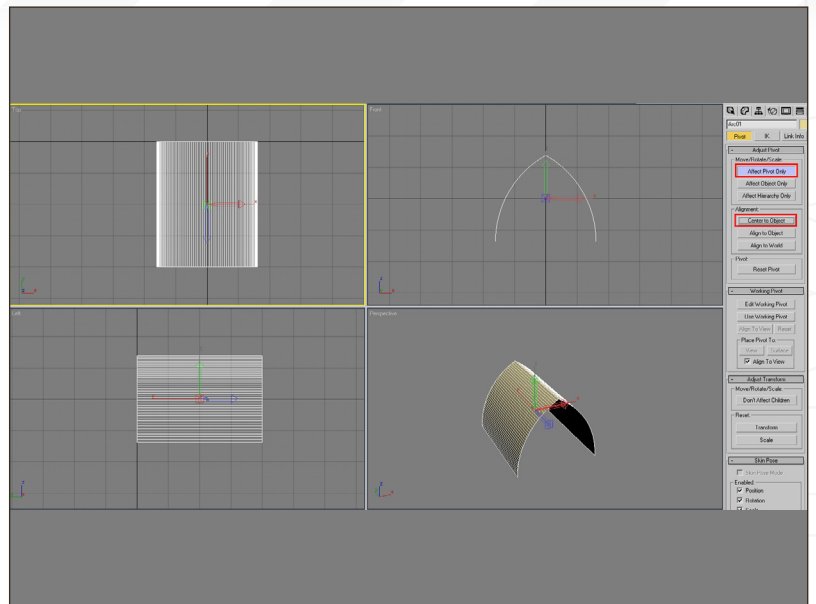 Top
Front
Left
Perspective
Arc01
Pivot IK Link Info
- Adjust Pivot
Move/Rotate/Scale:
Affect Pivot Only
Affect Object Only
Affect Hierarchy Only
Alignment:
Center to Object
Align to Object
Align to World
Pivot:
Reset Pivot
- Working Pivot
Edit Working Pivot
Use Working Pivot
Align To View Reset
Place Pivot To:
View Surface
Align To View
- Adjust Transform
Move/Rotate/Scale:
Don't Affect Children
Reset:
Transform
Scale
- Skin Pose
Skin Pose Mode
Enabled:
Position
Rotation